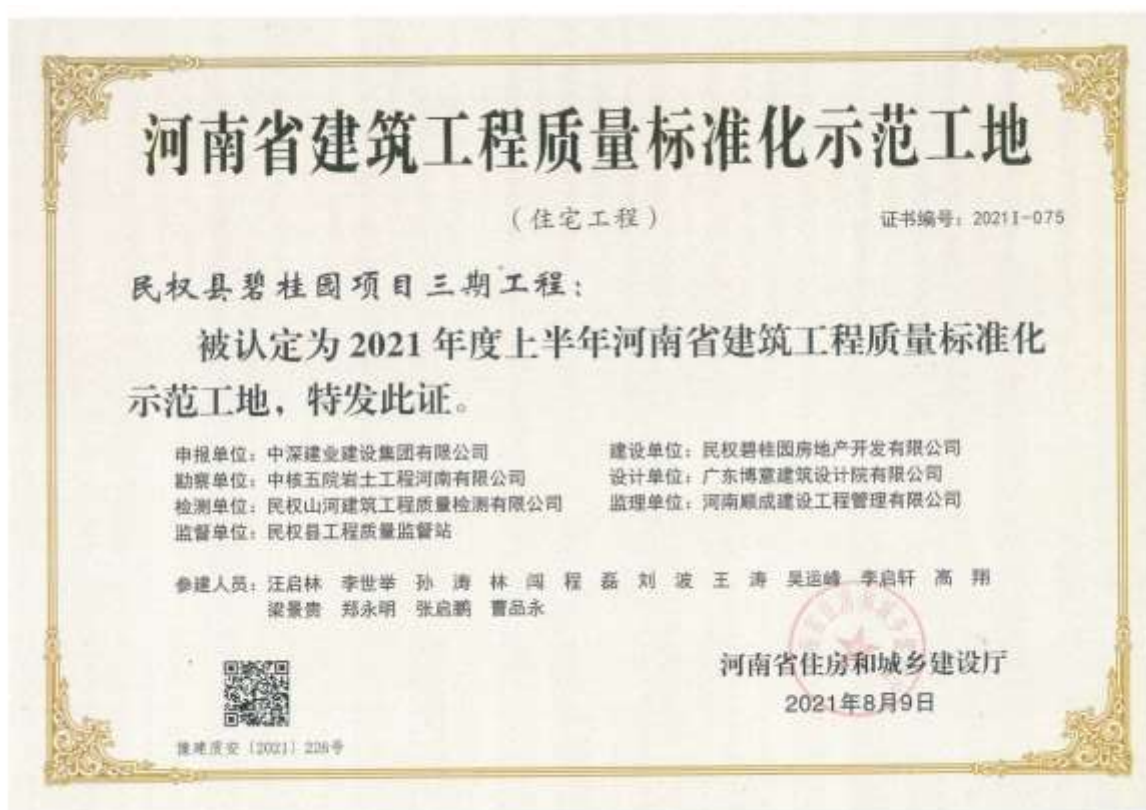 河南省建筑工程质量标准化示范工地
（住宅工程）
证书编号：2021I-075
民权县碧桂园项目三期工程：
被认定为2021年度上半年河南省建筑工程质量标准化
示范工地，特发此证。
申报单位：中深建业建设集团有限公司 建设单位：民权碧桂园房地产开发有限公司
勘察单位：中核五院岩土工程河南有限公司 设计单位：广东博意建筑设计院有限公司
检测单位：民权山河建筑工程质量检测有限公司 监理单位：河南顺成建设工程管理有限公司
监督单位：民权县工程质量监督站
参建人员：汪启林 李世举 孙涛 林闯 程磊 刘波 王涛 吴运峰 李启轩 高翔
梁景贵 郑永明 张启鹏 曹品永
河南省住房和城乡建设厅
2021年8月9日
豫建质安〔2021〕226号